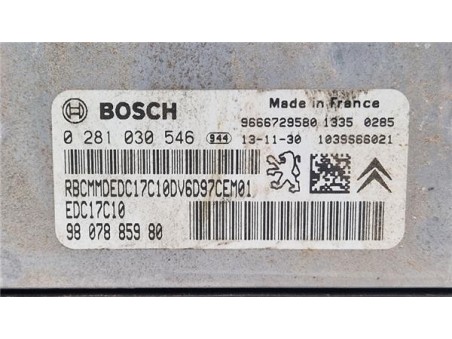 BOSCH
Made in France
9666729580 1335 0285
0 281 030 546 944 13-11-30 1039S66021
RBCMMDEDC17C10DV6D97CEM01
EDC17C10
98 078 859 80